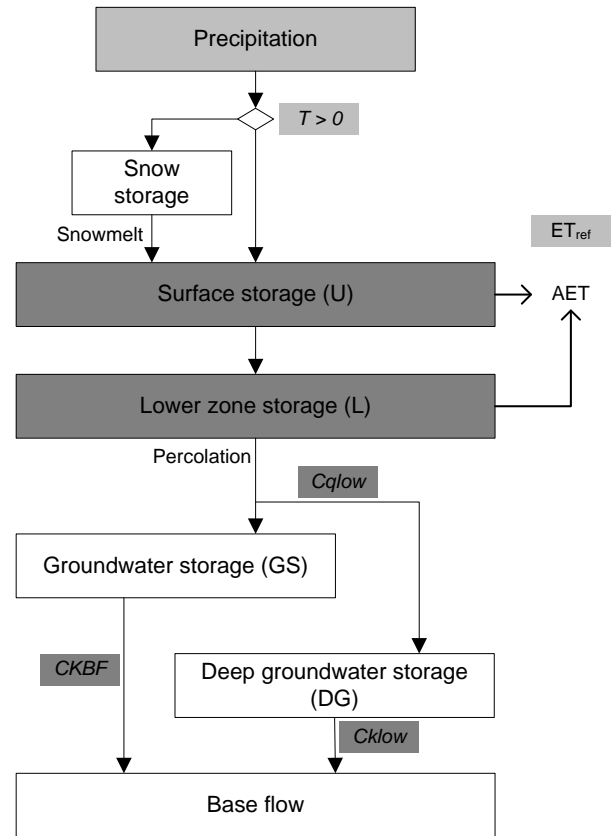 Precipitation
T > 0
Snow
storage
Snowmelt
ETref
Surface storage (U)
AET
Lower zone storage (L)
Percolation
Cqlow
Groundwater storage (GS)
CKBF
Deep groundwater storage
(DG)
Cklow
Base flow